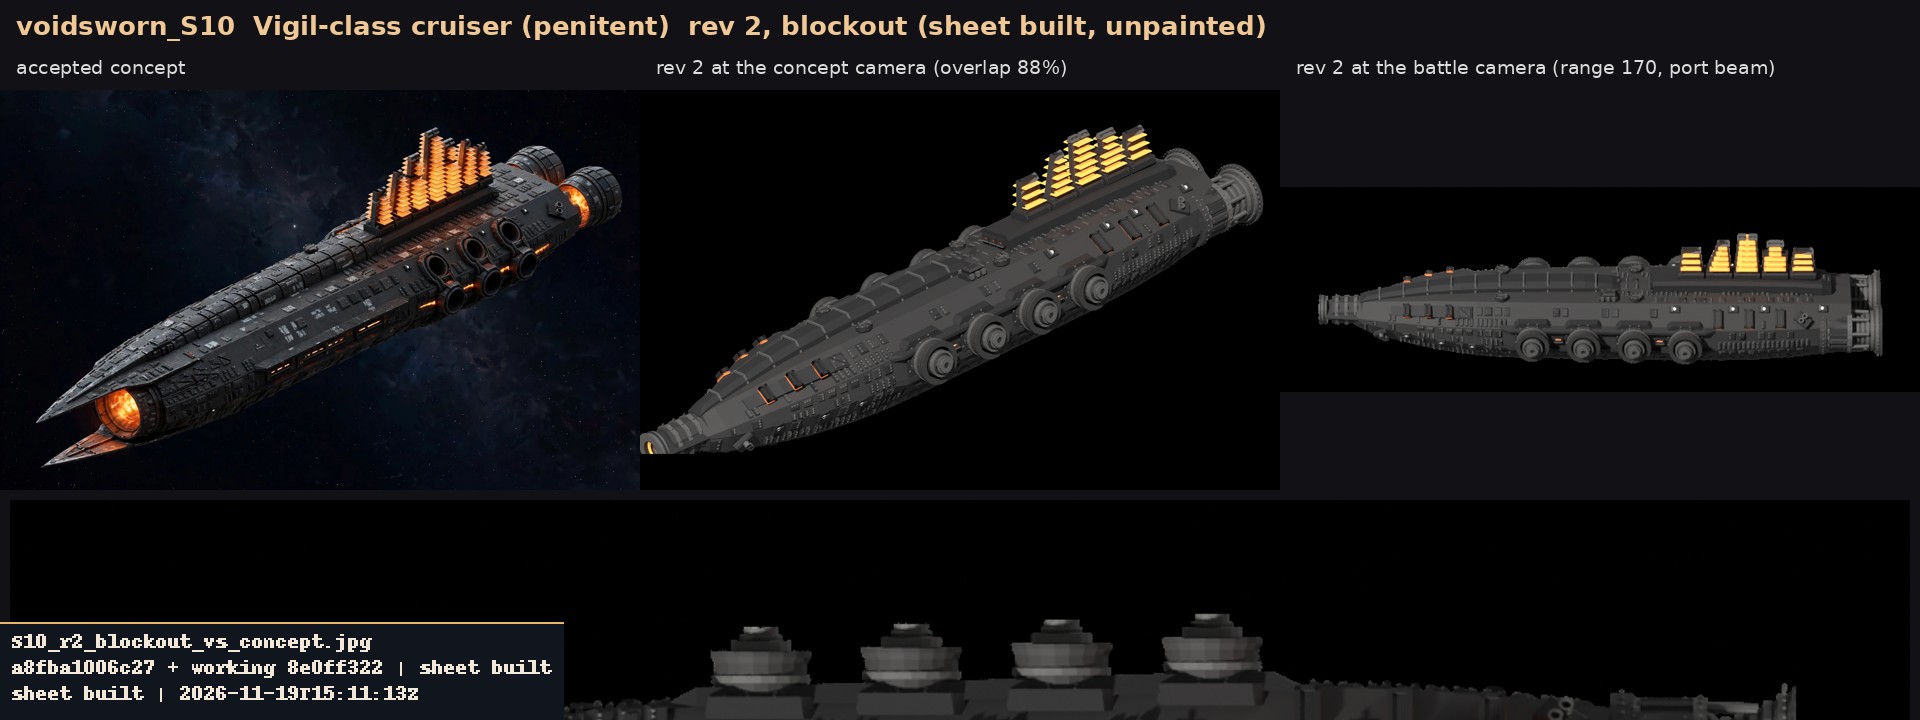 voidsworn_S10  Vigil-class cruiser (penitent)  rev 2, blockout (sheet built, unpainted)
accepted concept
rev 2 at the concept camera (overlap 88%)
rev 2 at the battle camera (range 170, port beam)
S10_r2_blockout_vs_concept.jpg
a8fba1006c27 + working 8e0ff322 | sheet built
sheet built | 2026-11-19T15:11:13Z